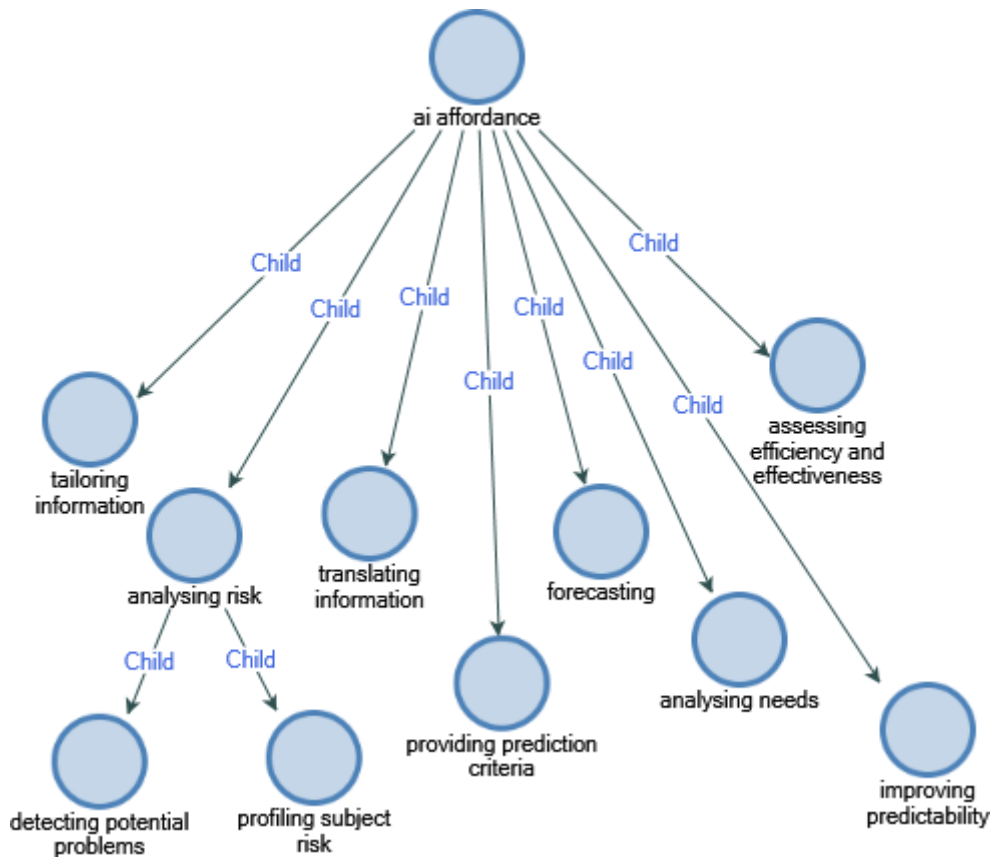 ai affordance
Child
Child
Child
Child
Child
Child
Child
Child
tailoring
information
analysing risk
translating
information
forecasting
assessing
efficiency and
effectiveness
Child
Child
providing prediction
criteria
analysing needs
improving
predictability
detecting potential
problems
profiling subject
risk